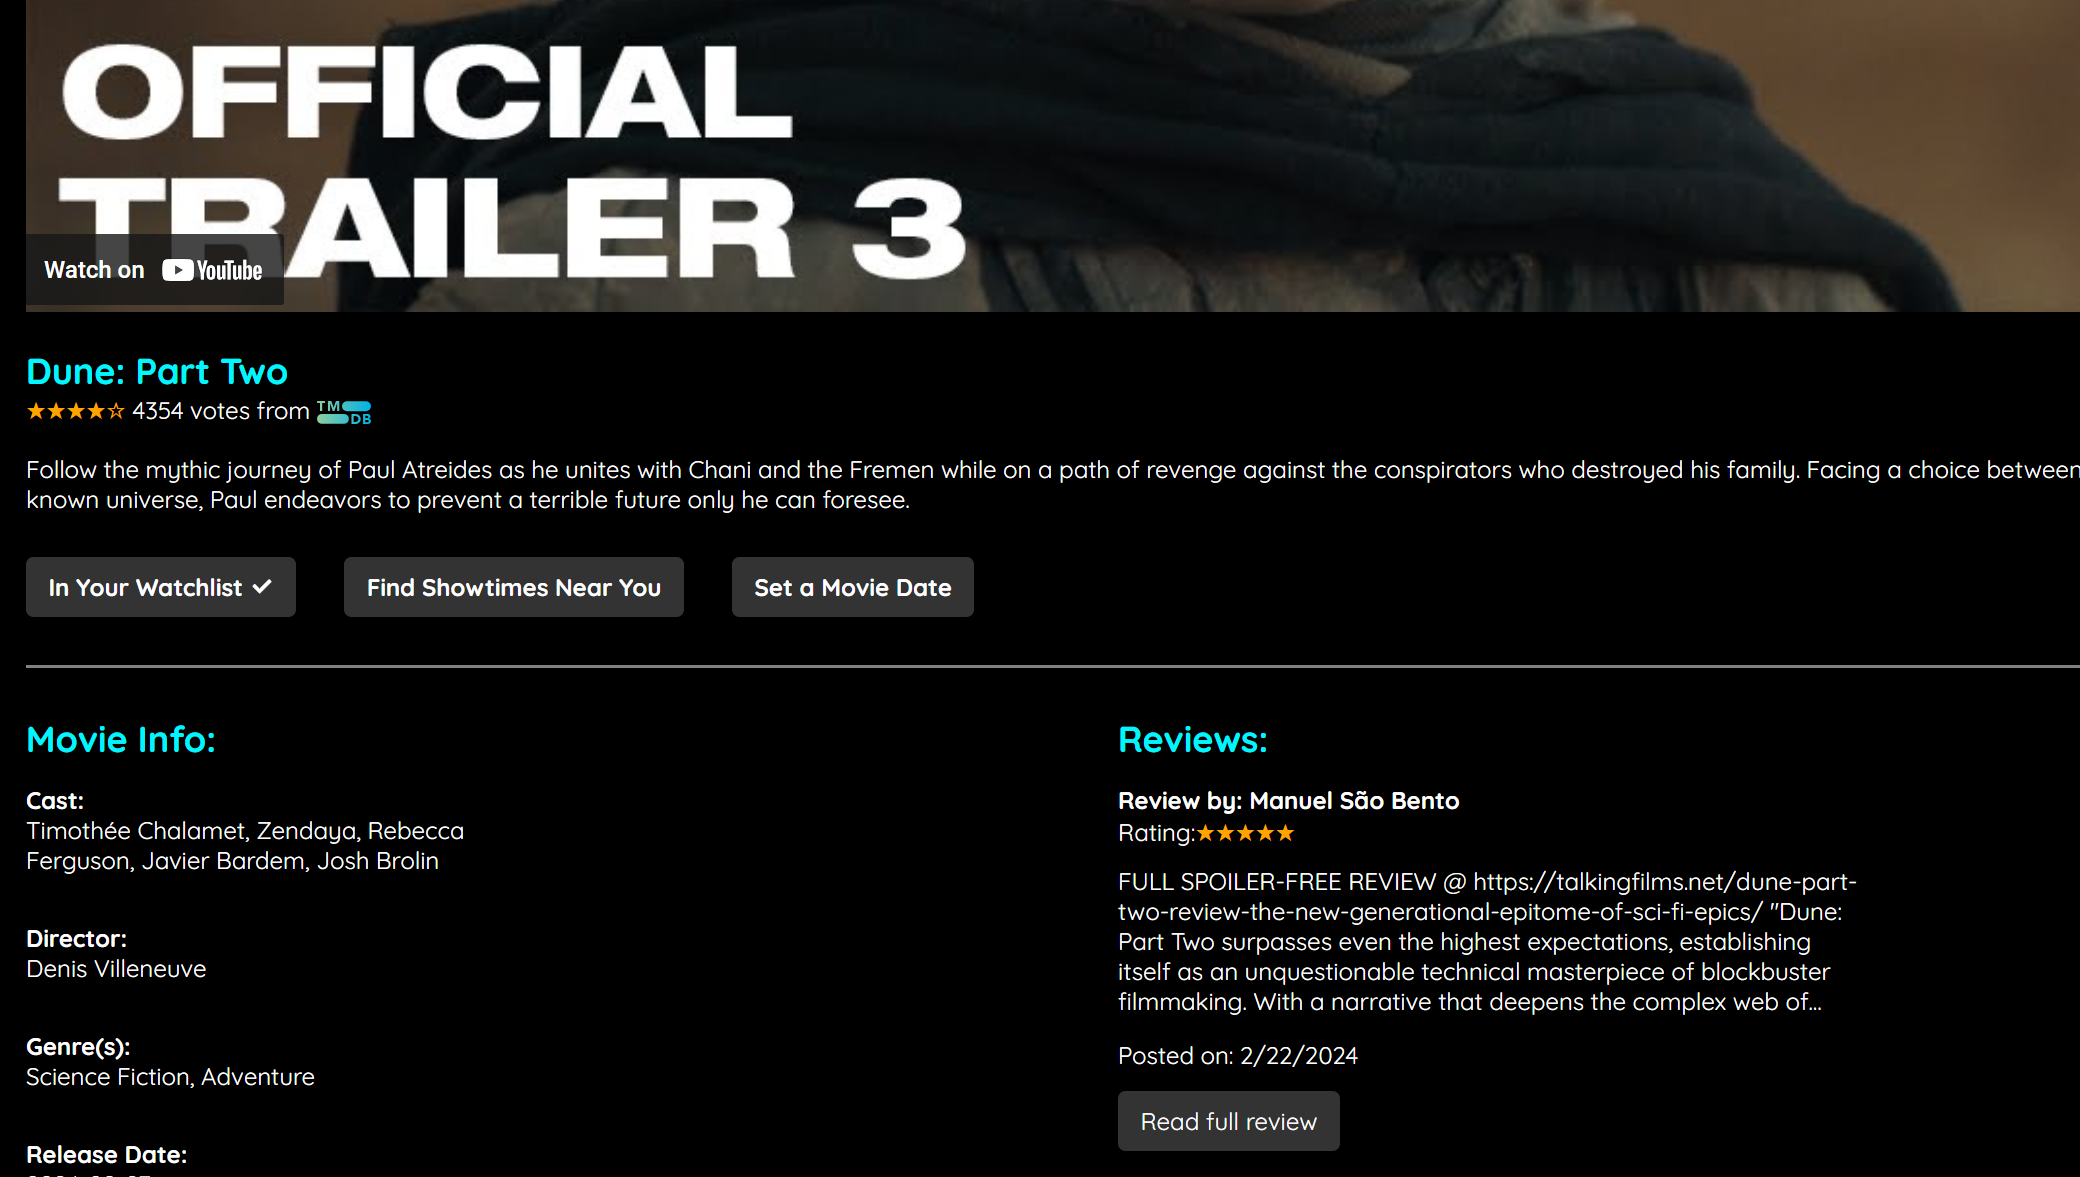 OFFICIAL
TRAILER 3
Watch on YouTube
Dune: Part Two
★★★★☆ 4354 votes from TMDB
Follow the mythic journey of Paul Atreides as he unites with Chani and the Fremen while on a path of revenge against the conspirators who destroyed his family. Facing a choice between
known universe, Paul endeavors to prevent a terrible future only he can foresee.
In Your Watchlist ✓
Find Showtimes Near You
Set a Movie Date
Movie Info:
Cast:
Timothée Chalamet, Zendaya, Rebecca
Ferguson, Javier Bardem, Josh Brolin
Director:
Denis Villeneuve
Genre(s):
Science Fiction, Adventure
Release Date:
Reviews:
Review by: Manuel São Bento
Rating:★★★★★
FULL SPOILER-FREE REVIEW @ https://talkingfilms.net/dune-part-
two-review-the-new-generational-epitome-of-sci-fi-epics/ "Dune:
Part Two surpasses even the highest expectations, establishing
itself as an unquestionable technical masterpiece of blockbuster
filmmaking. With a narrative that deepens the complex web of...
Posted on: 2/22/2024
Read full review